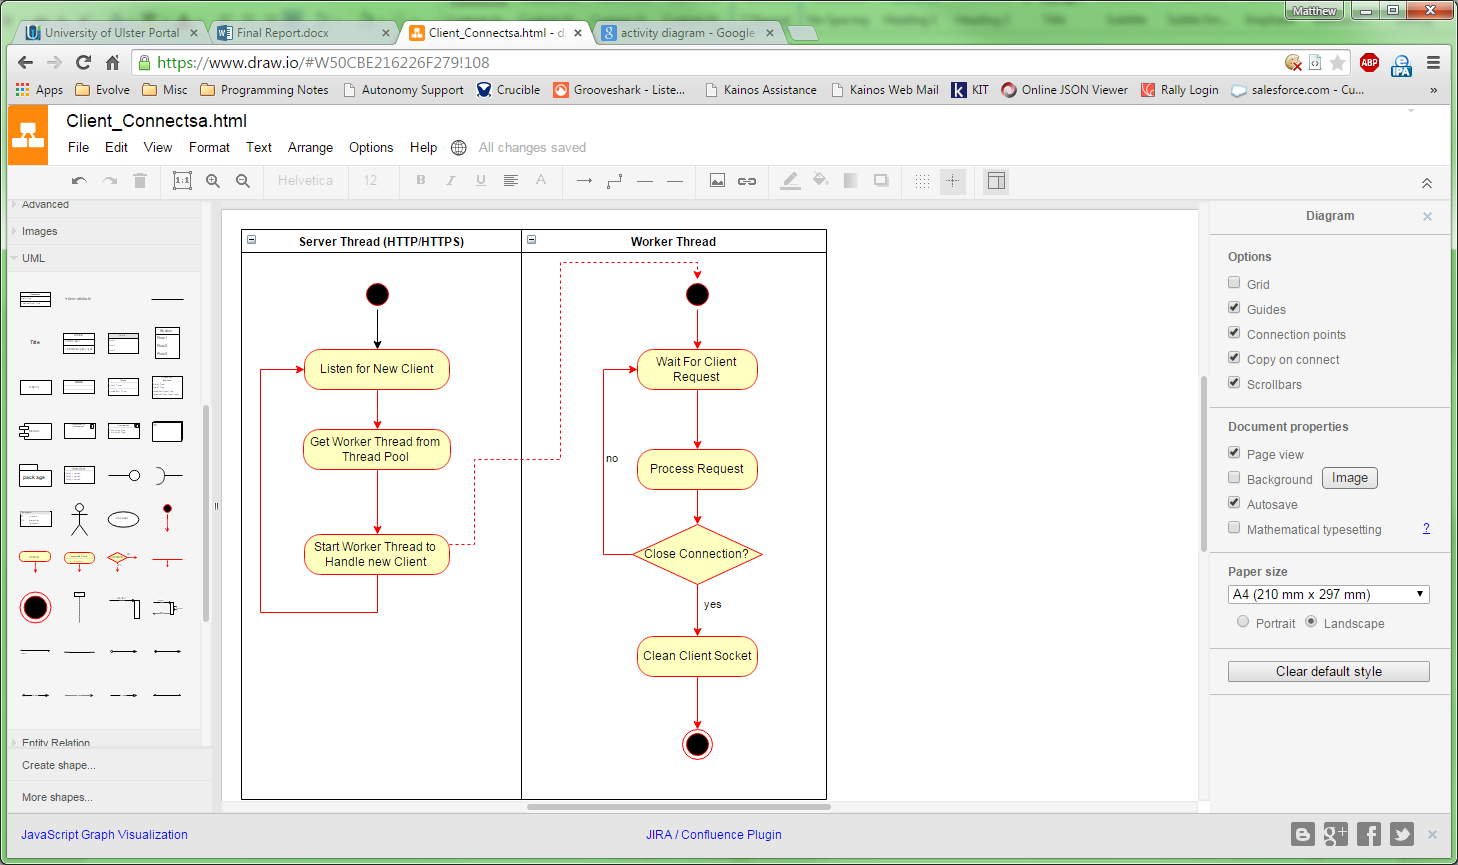 Matthew
University of Ulster Portal
Final Report.docx
Client_Connectsa.html - d
activity diagram - Google
https://www.draw.io/#W50CBE216226F279!108
ABP
IPA
Apps
Evolve
Misc
Programming Notes
Autonomy Support
Crucible
Grooveshark - Liste...
Kainos Assistance
Kainos Web Mail
KIT
Online JSON Viewer
Rally Login
salesforce.com - Cu...
»
Client_Connectsa.html
File Edit View Format Text Arrange Options Help All changes saved
1:1 Helvetica 12 B I U A
Advanced
Images
UML
Title
package
Entity Relation
Create shape...
More shapes...
Server Thread (HTTP/HTTPS)
Worker Thread
Listen for New Client
Get Worker Thread from
Thread Pool
Start Worker Thread to
Handle new Client
Wait For Client
Request
no
Process Request
Close Connection?
yes
Clean Client Socket
Diagram
Options
Grid
Guides
Connection points
Copy on connect
Scrollbars
Document properties
Page view
Background Image
Autosave
Mathematical typesetting ?
Paper size
A4 (210 mm x 297 mm)
Portrait Landscape
Clear default style
JavaScript Graph Visualization
JIRA / Confluence Plugin